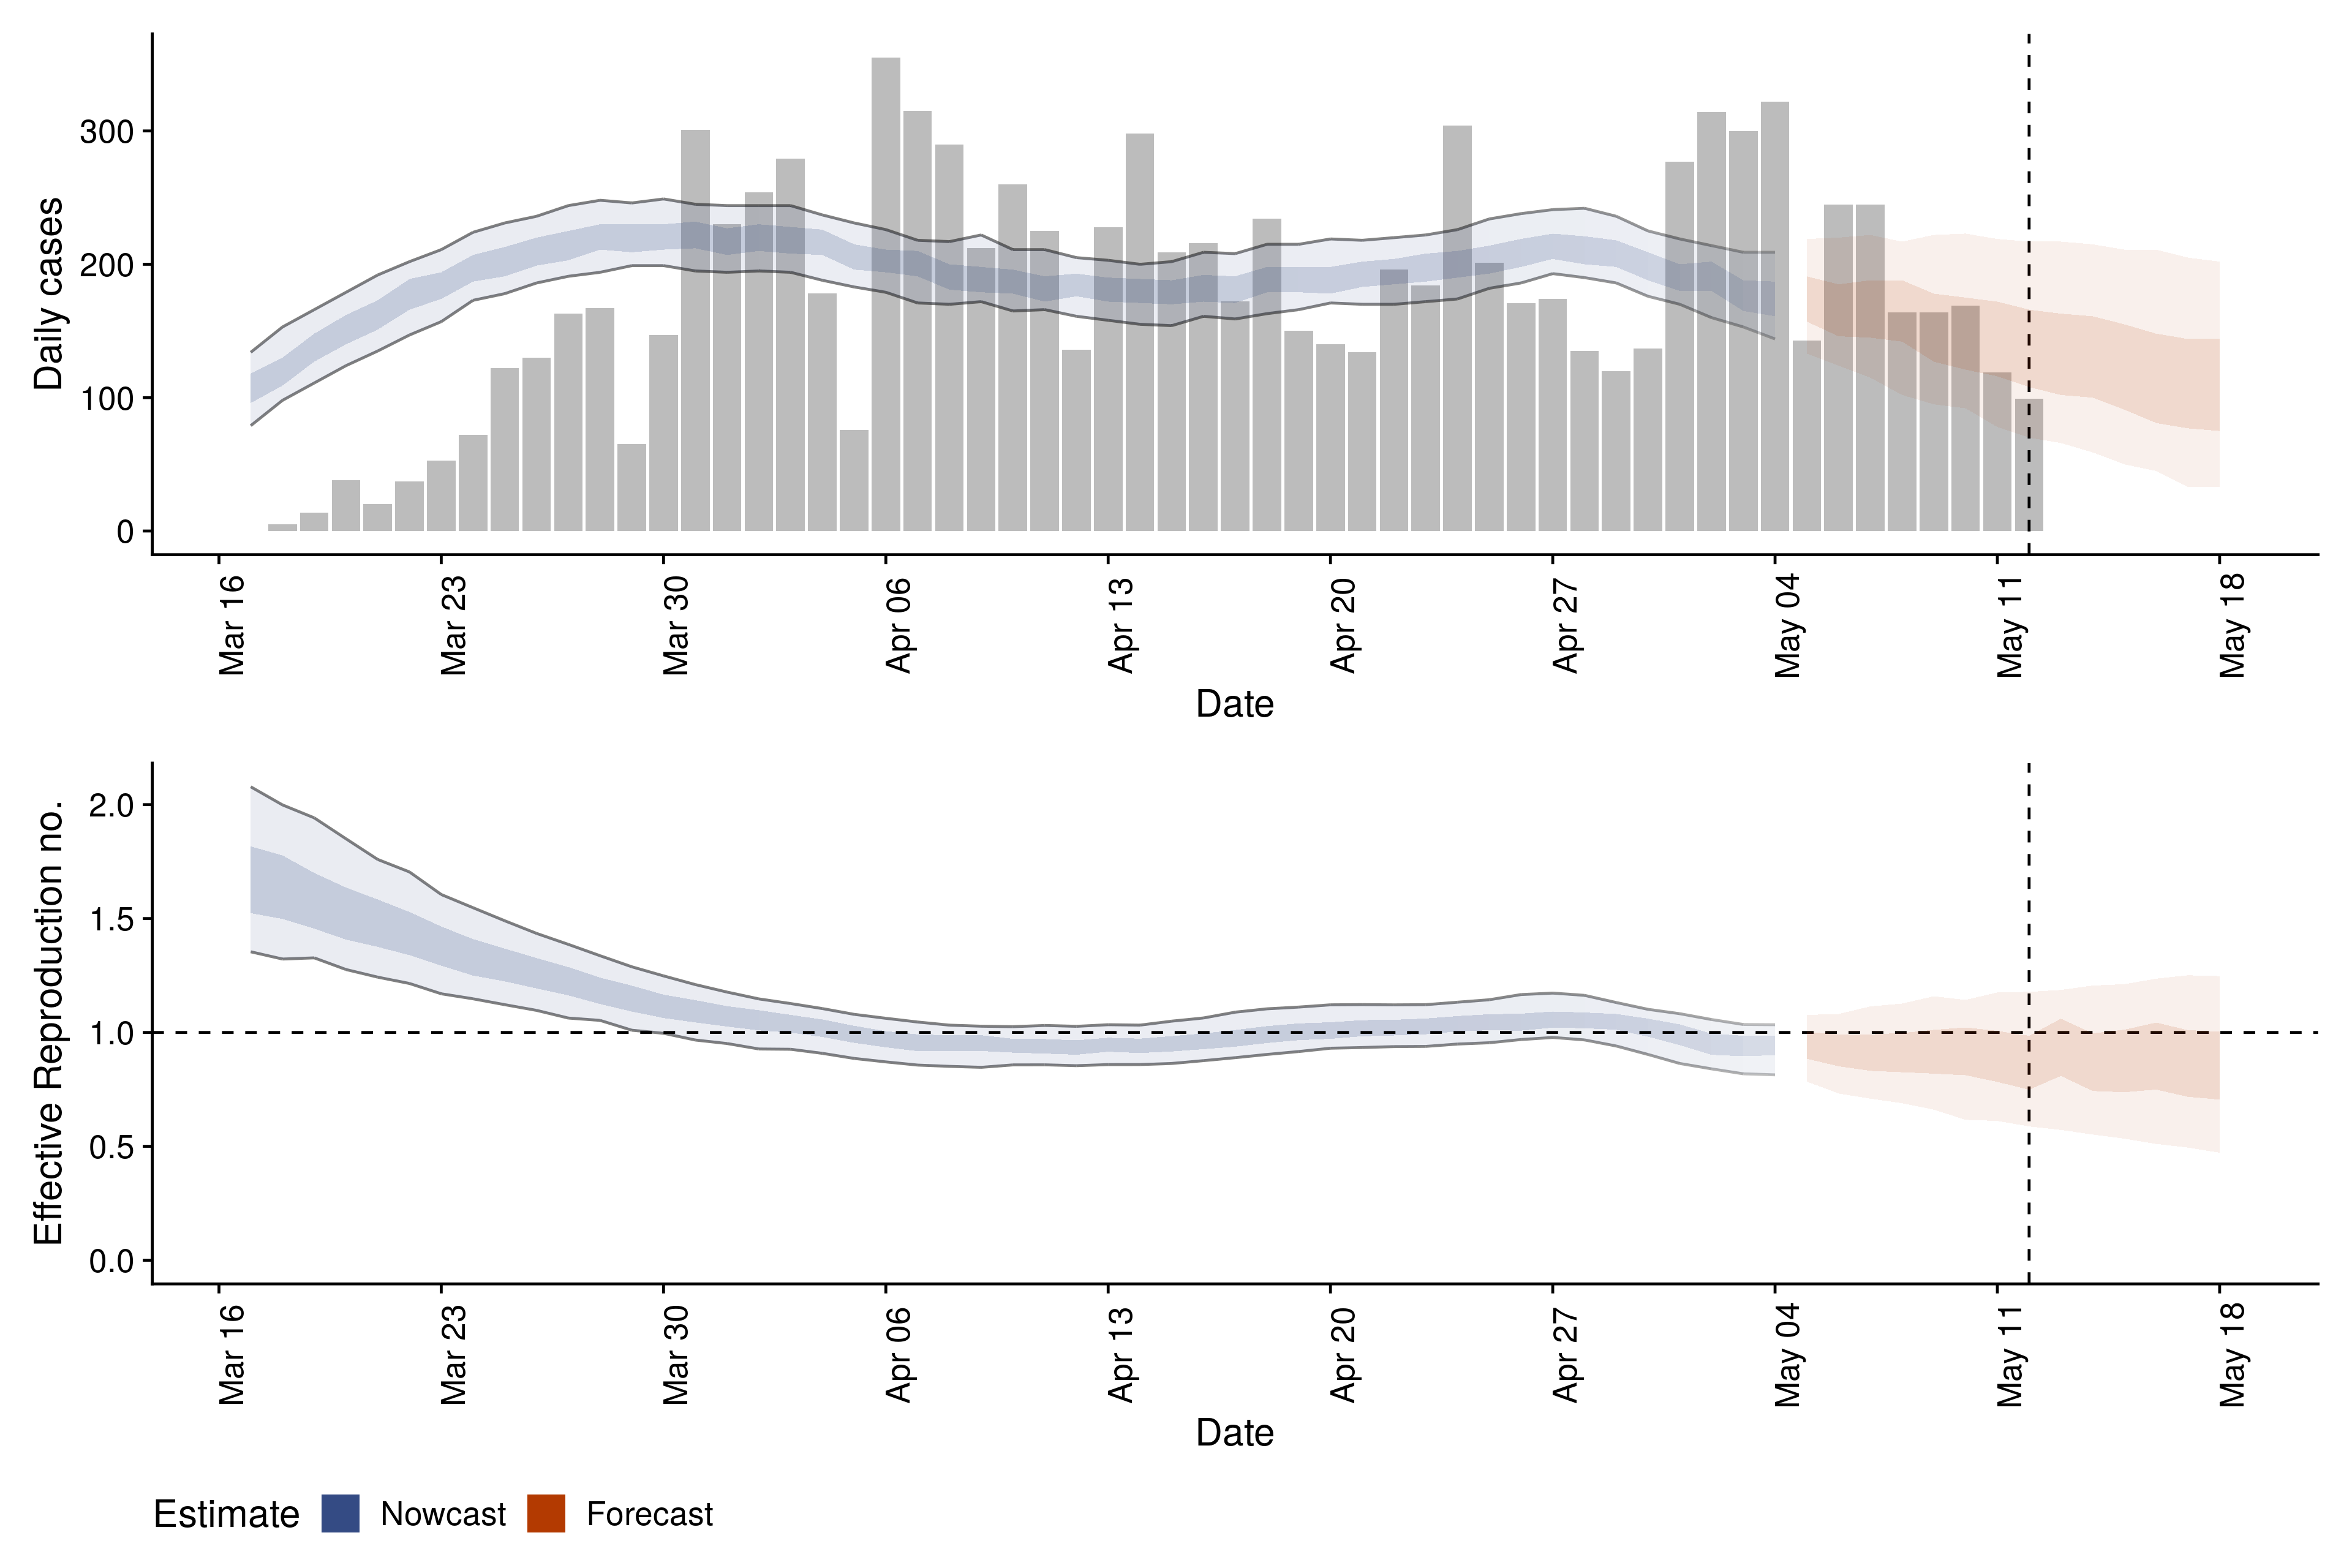 Daily cases
300
200
100
0
Mar 16
Mar 23
Mar 30
Apr 06
Apr 13
Apr 20
Apr 27
May 04
May 11
May 18
Date
Effective Reproduction no.
2.0
1.5
1.0
0.5
0.0
Mar 16
Mar 23
Mar 30
Apr 06
Apr 13
Apr 20
Apr 27
May 04
May 11
May 18
Date
Estimate Nowcast Forecast